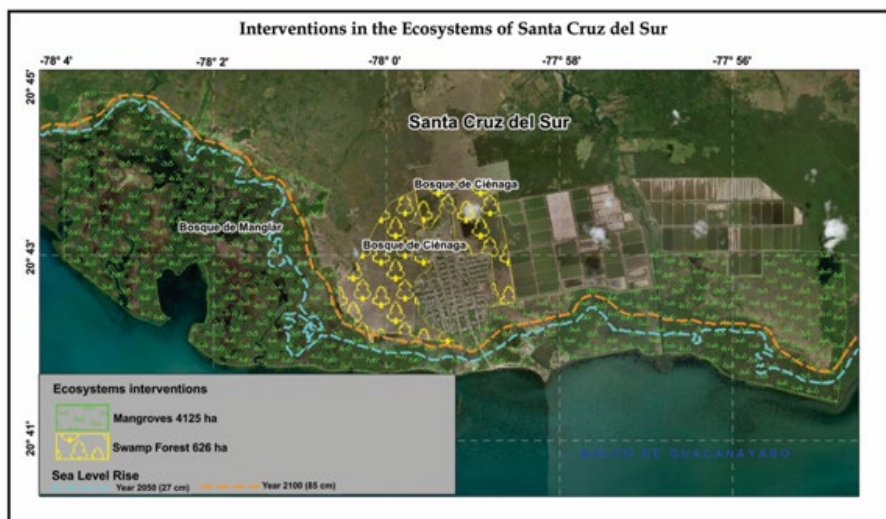 Interventions in the Ecosystems of Santa Cruz del Sur
-78° 4' -78° 2' -78° 0' -77° 58' -77° 56'
20° 45'
Santa Cruz del Sur
Bosque de Ciénaga
Bosque de Manglar
Bosque de Ciénaga
20° 43'
20° 41'
GOLFO DE GUACANAYABO
Ecosystems interventions
Mangroves 4125 ha
Swamp Forest 626 ha
Sea Level Rise
Year 2050 (27 cm) Year 2100 (85 cm)